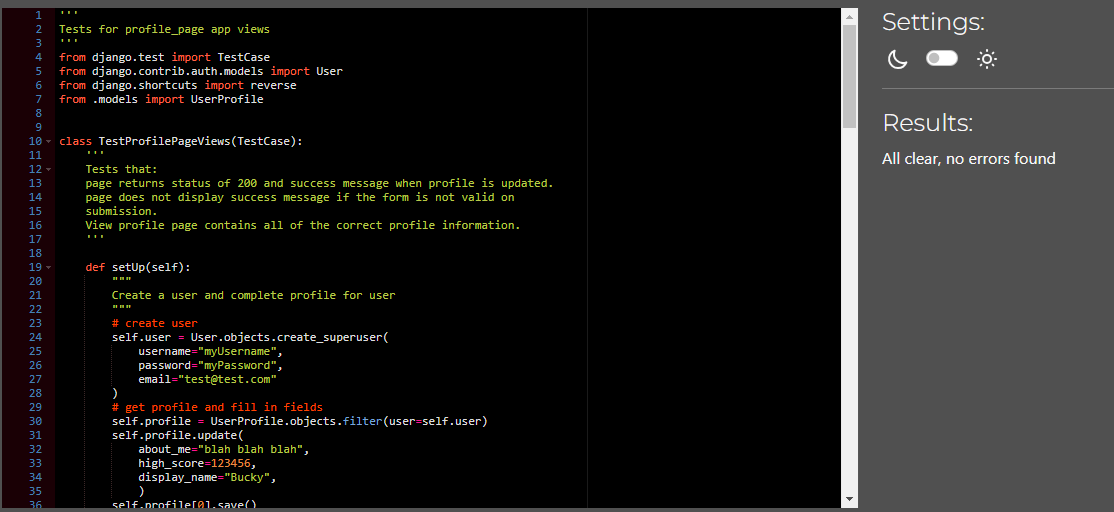 1 '''
2 Tests for profile_page app views
3 '''
4 from django.test import TestCase
5 from django.contrib.auth.models import User
6 from django.shortcuts import reverse
7 from .models import UserProfile
8
9
10 class TestProfilePageViews(TestCase):
11     '''
12     Tests that:
13     page returns status of 200 and success message when profile is updated.
14     page does not display success message if the form is not valid on
15     submission.
16     View profile page contains all of the correct profile information.
17     '''
18
19     def setUp(self):
20         """
21         Create a user and complete profile for user
22         """
23         # create user
24         self.user = User.objects.create_superuser(
25             username="myUsername",
26             password="myPassword",
27             email="test@test.com"
28         )
29         # get profile and fill in fields
30         self.profile = UserProfile.objects.filter(user=self.user)
31         self.profile.update(
32             about_me="blah blah blah",
33             high_score=123456,
34             display_name="Bucky",
35             )
36         self.profile[0].save()
Settings:
Results:
All clear, no errors found